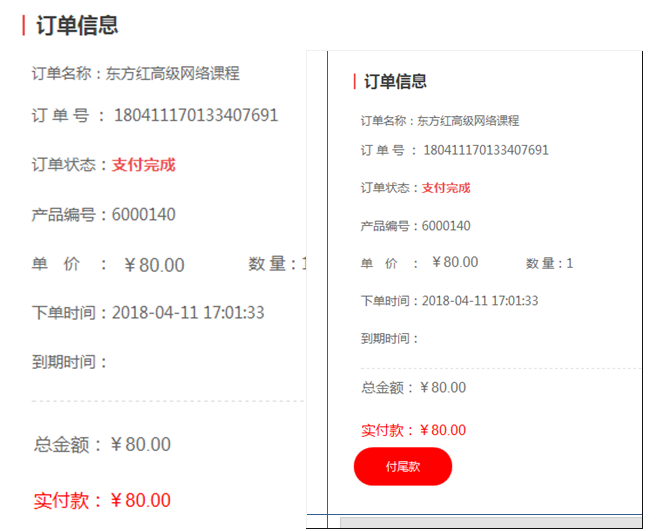 订单信息
订单名称：东方红高级网络课程
订 单 号 ： 180411170133407691
订单状态：支付完成
产品编号：6000140
单 价 ： ￥80.00 数 量：1
下单时间：2018-04-11 17:01:33
到期时间：
总金额：￥80.00
实付款：￥80.00
订单信息
订单名称：东方红高级网络课程
订 单 号 ： 180411170133407691
订单状态：支付完成
产品编号：6000140
单 价 ： ￥80.00 数 量：1
下单时间：2018-04-11 17:01:33
到期时间：
总金额：￥80.00
实付款：￥80.00
付尾款